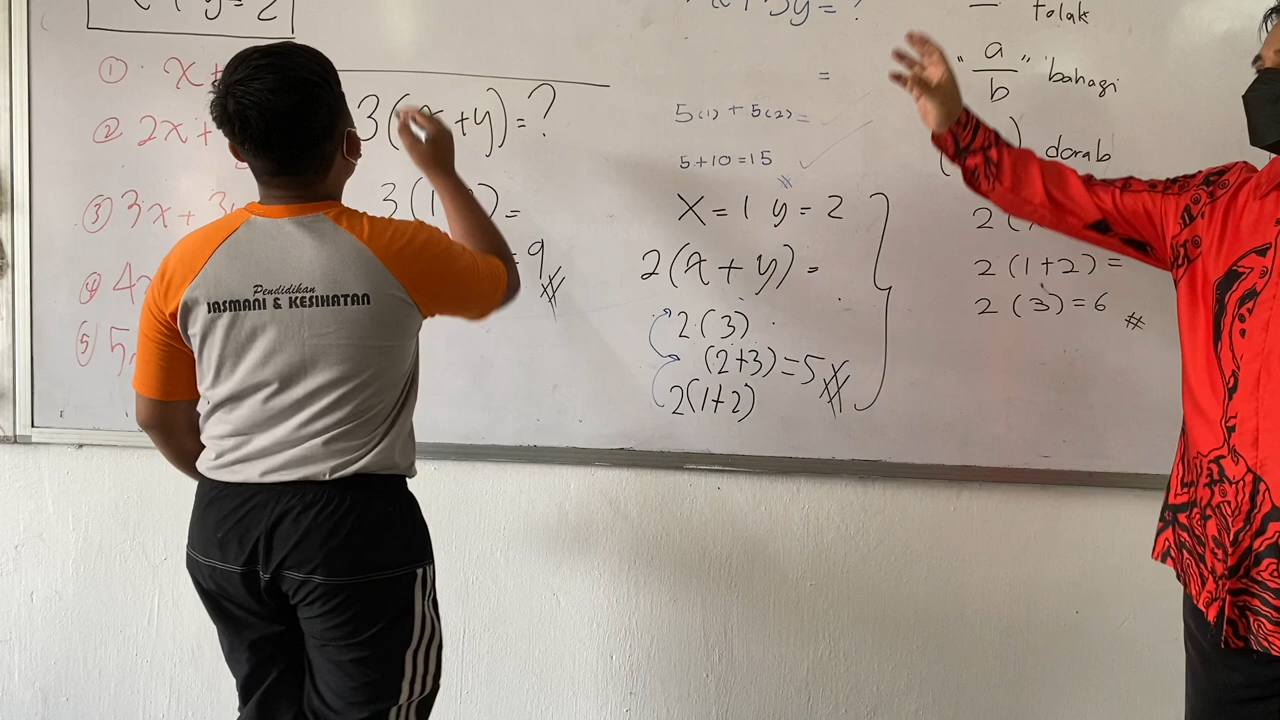 y = 2
① x+
② 2x+
③ 3x + 3
④ 4
⑤ 5
3(x+y)=?
3(1
=
= 9
Pendidikan
JASMANI & KESIHATAN
+ 3y = ?
=
5(1) + 5(2) =
5+10=15
X=1 y=2
2(x+y) =
2(3)
(2+3)=5
2(1+2)
— tolak
" a/b " bahagi
) darab
2(
2(1+2)=
2(3)=6